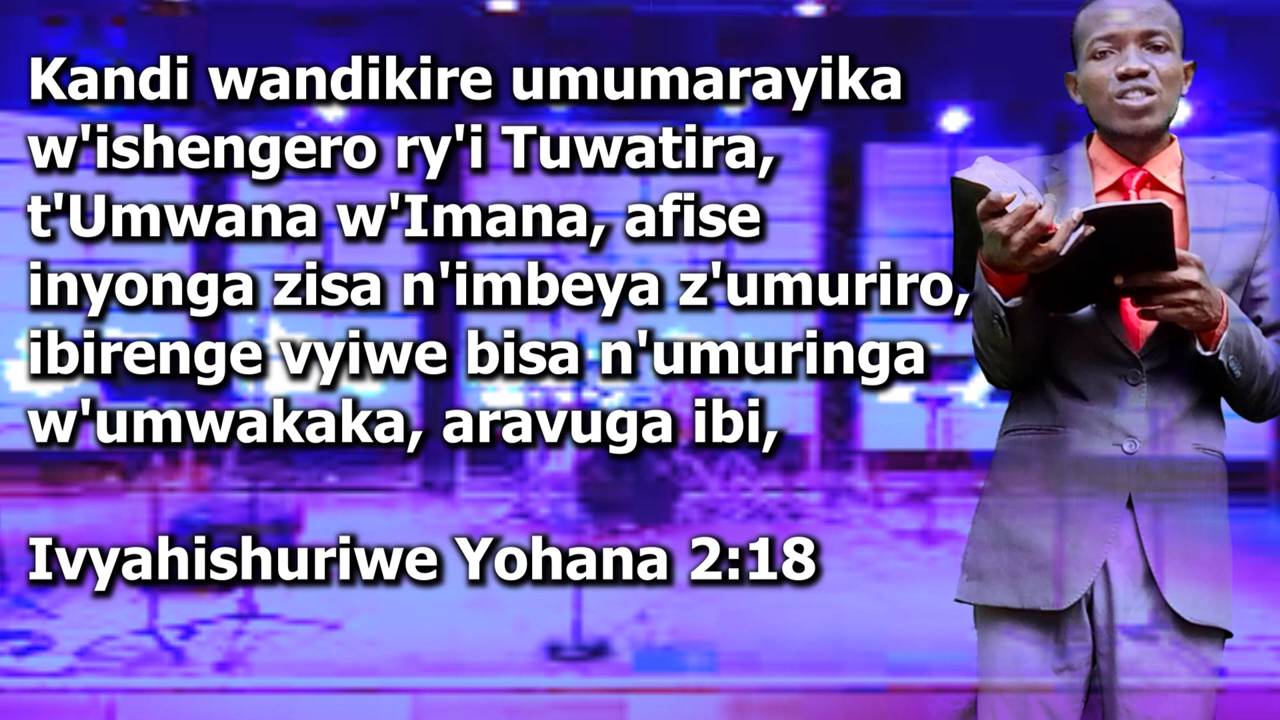 Kandi wandikire umumarayika
w'ishengero ry'i Tuwatira,
t'Umwana w'Imana, afise
inyonga zisa n'imbeya z'umuriro,
ibirenge vyiwe bisa n'umuringa
w'umwakaka, aravuga ibi,
Ivyahishuriwe Yohana 2:18